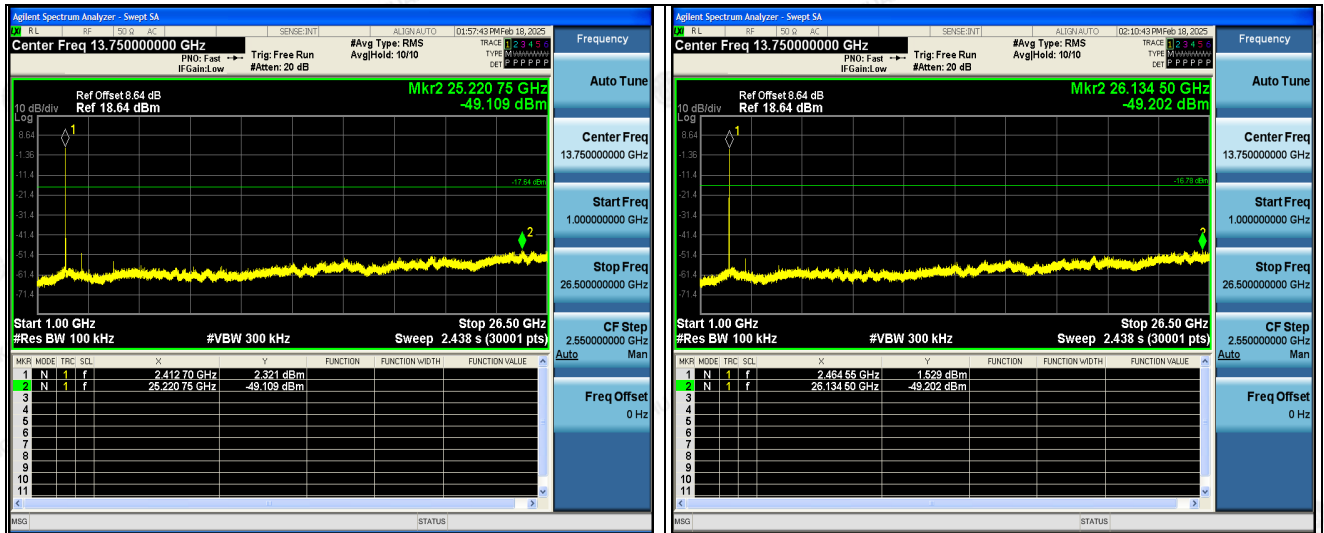 Agilent Spectrum Analyzer - Swept SA
LXI RL RF 50 Ω AC SENSE:INT ALIGNAUTO 01:57:43 PM Feb 18, 2025
Center Freq 13.750000000 GHz
PNO: Fast
IFGain:Low
Trig: Free Run
#Atten: 20 dB
#Avg Type: RMS
Avg|Hold: 10/10
TRACE 1 2 3 4 5 6
TYPE M W W W W W
DET P P P P P P
Ref Offset 8.64 dB
10 dB/div Ref 18.64 dBm
Log
Mkr2 25.220 75 GHz
-49.109 dBm
8.64
-1.36
-11.4
-21.4
-31.4
-41.4
-51.4
-61.4
-71.4
1
-17.64 dBm
2
Start 1.00 GHz Stop 26.50 GHz
#Res BW 100 kHz #VBW 300 kHz Sweep 2.438 s (30001 pts)
MKR MODE TRC SCL X Y FUNCTION FUNCTION WIDTH FUNCTION VALUE
1 N 1 f 2.412 70 GHz 2.321 dBm
2 N 1 f 25.220 75 GHz -49.109 dBm
3
4
5
6
7
8
9
10
11
MSG STATUS
Frequency
Auto Tune
Center Freq
13.750000000 GHz
Start Freq
1.000000000 GHz
Stop Freq
26.500000000 GHz
CF Step
2.550000000 GHz
Auto Man
Freq Offset
0 Hz
Agilent Spectrum Analyzer - Swept SA
LXI RL RF 50 Ω AC SENSE:INT ALIGNAUTO 02:10:43 PM Feb 18, 2025
Center Freq 13.750000000 GHz
PNO: Fast
IFGain:Low
Trig: Free Run
#Atten: 20 dB
#Avg Type: RMS
Avg|Hold: 10/10
TRACE 1 2 3 4 5 6
TYPE M W W W W W
DET P P P P P P
Ref Offset 8.64 dB
10 dB/div Ref 18.64 dBm
Log
Mkr2 26.134 50 GHz
-49.202 dBm
8.64
-1.36
-11.4
-21.4
-31.4
-41.4
-51.4
-61.4
-71.4
1
-16.78 dBm
2
Start 1.00 GHz Stop 26.50 GHz
#Res BW 100 kHz #VBW 300 kHz Sweep 2.438 s (30001 pts)
MKR MODE TRC SCL X Y FUNCTION FUNCTION WIDTH FUNCTION VALUE
1 N 1 f 2.464 55 GHz 1.529 dBm
2 N 1 f 26.134 50 GHz -49.202 dBm
3
4
5
6
7
8
9
10
11
MSG STATUS
Frequency
Auto Tune
Center Freq
13.750000000 GHz
Start Freq
1.000000000 GHz
Stop Freq
26.500000000 GHz
CF Step
2.550000000 GHz
Auto Man
Freq Offset
0 Hz